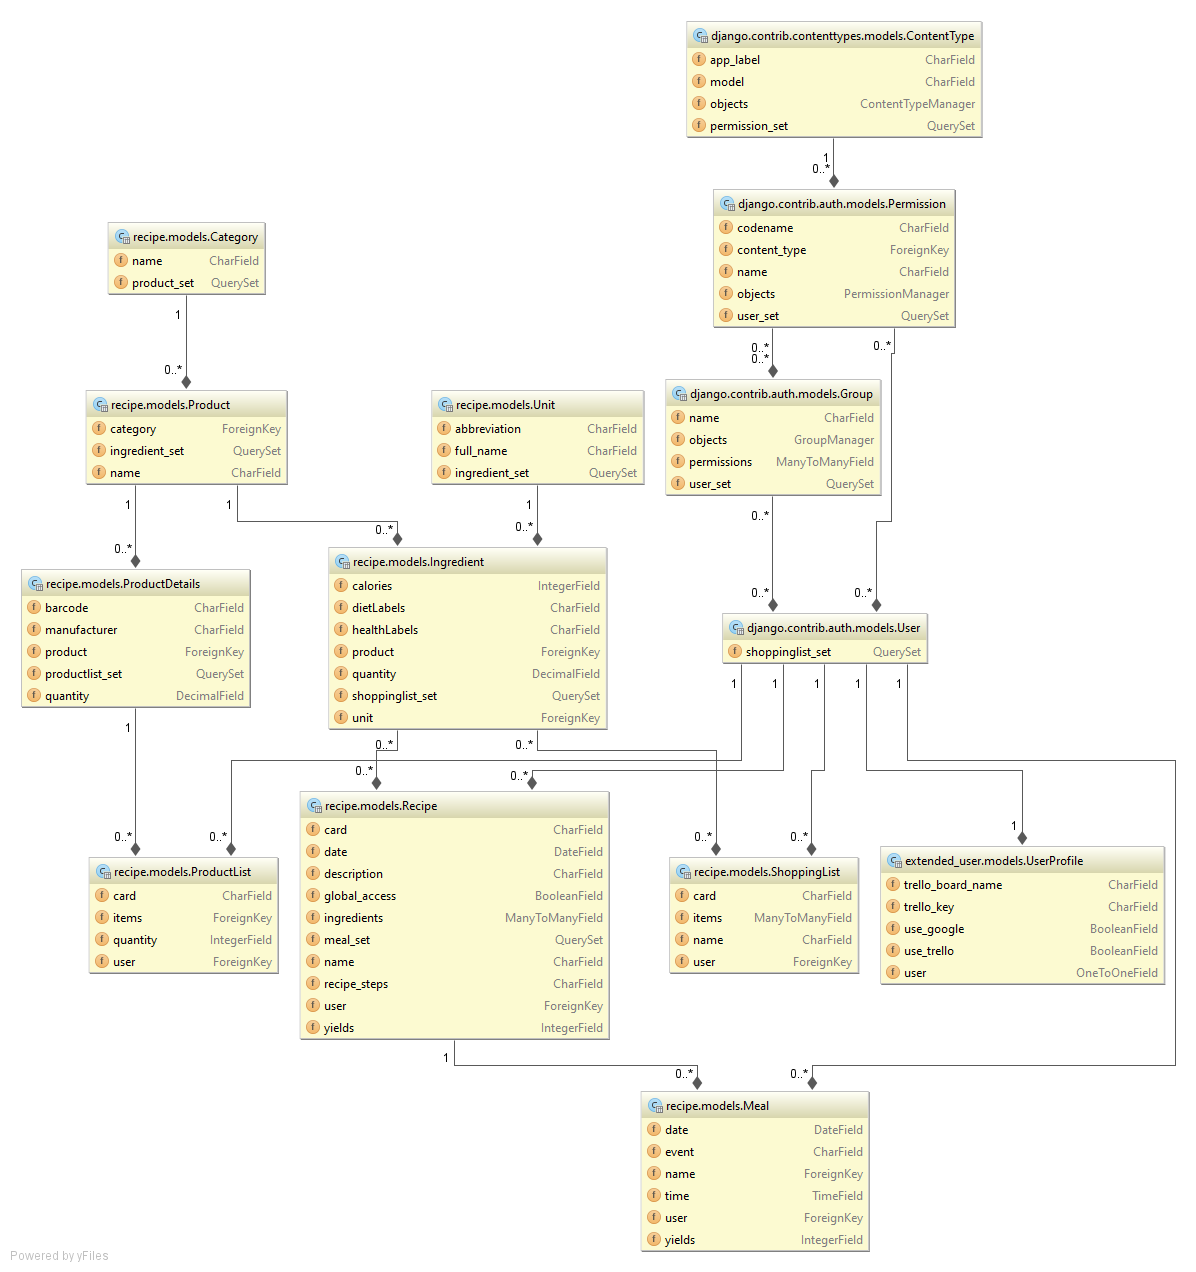 django.contrib.contenttypes.models.ContentType
app_label CharField
model CharField
objects ContentTypeManager
permission_set QuerySet
1
0..*
django.contrib.auth.models.Permission
codename CharField
content_type ForeignKey
name CharField
objects PermissionManager
user_set QuerySet
recipe.models.Category
name CharField
product_set QuerySet
1
0..*
0..*
0..*
0..*
django.contrib.auth.models.Group
name CharField
objects GroupManager
permissions ManyToManyField
user_set QuerySet
recipe.models.Product
category ForeignKey
ingredient_set QuerySet
name CharField
recipe.models.Unit
abbreviation CharField
full_name CharField
ingredient_set QuerySet
1
1
1
0..*
0..*
0..*
0..*
recipe.models.Ingredient
calories IntegerField
dietLabels CharField
healthLabels CharField
product ForeignKey
quantity DecimalField
shoppinglist_set QuerySet
unit ForeignKey
recipe.models.ProductDetails
barcode CharField
manufacturer CharField
product ForeignKey
productlist_set QuerySet
quantity DecimalField
0..*
0..*
django.contrib.auth.models.User
shoppinglist_set QuerySet
1
1
1
1
1
1
0..*
0..*
0..*
0..*
recipe.models.Recipe
card CharField
date DateField
description CharField
global_access BooleanField
ingredients ManyToManyField
meal_set QuerySet
name CharField
recipe_steps CharField
user ForeignKey
yields IntegerField
0..*
0..*
recipe.models.ProductList
card CharField
items ForeignKey
quantity IntegerField
user ForeignKey
0..*
0..*
recipe.models.ShoppingList
card CharField
items ManyToManyField
name CharField
user ForeignKey
1
extended_user.models.UserProfile
trello_board_name CharField
trello_key CharField
use_google BooleanField
use_trello BooleanField
user OneToOneField
1
0..*
0..*
recipe.models.Meal
date DateField
event CharField
name ForeignKey
time TimeField
user ForeignKey
yields IntegerField
Powered by yFiles